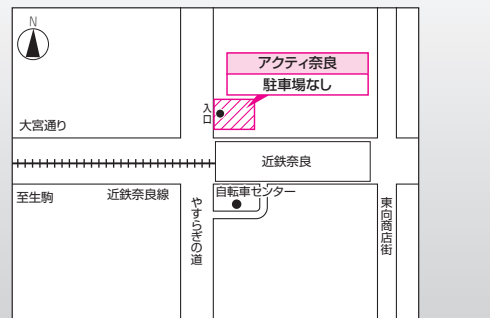 N
アクティ奈良
駐車場なし
入口
大宮通り
近鉄奈良
至生駒
近鉄奈良線
自転車センター
やすらぎの道
東向商店街